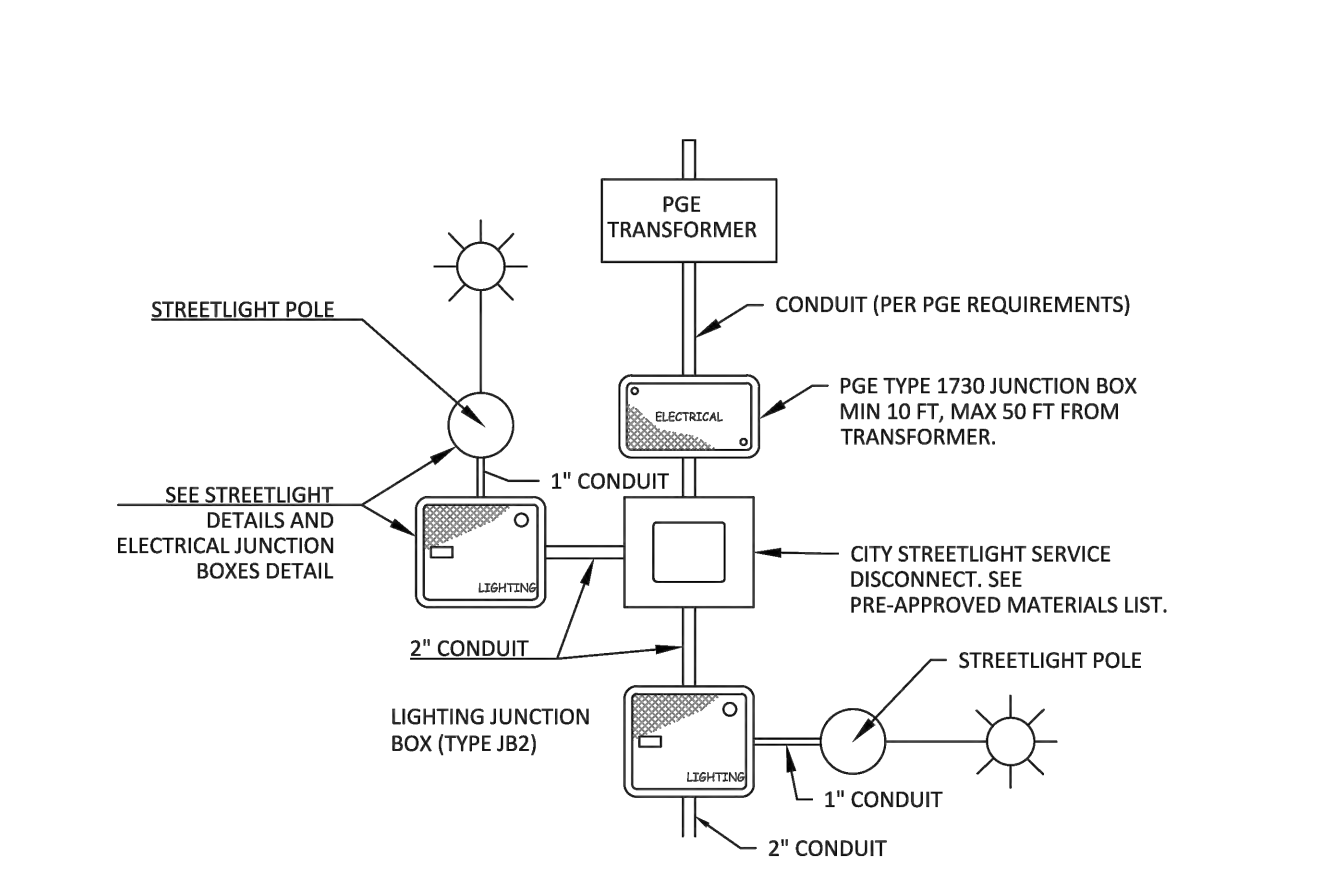 PGE
TRANSFORMER
STREETLIGHT POLE
CONDUIT (PER PGE REQUIREMENTS)
PGE TYPE 1730 JUNCTION BOX
MIN 10 FT, MAX 50 FT FROM
TRANSFORMER.
ELECTRICAL
1" CONDUIT
SEE STREETLIGHT
DETAILS AND
ELECTRICAL JUNCTION
BOXES DETAIL
LIGHTING
CITY STREETLIGHT SERVICE
DISCONNECT. SEE
PRE-APPROVED MATERIALS LIST.
2" CONDUIT
STREETLIGHT POLE
LIGHTING JUNCTION
BOX (TYPE JB2)
LIGHTING
1" CONDUIT
2" CONDUIT